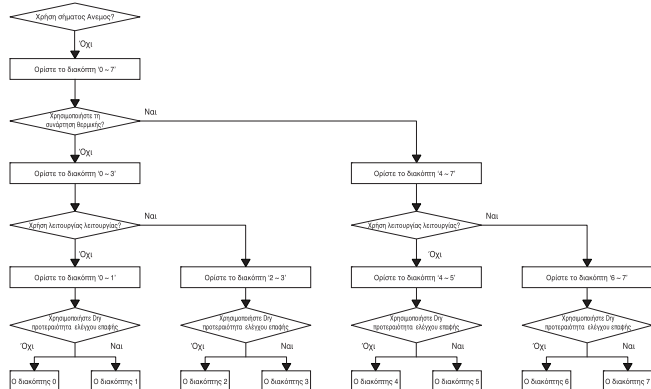 Χρήση σήματος Ανεμος?
Όχι
Ορίστε το διακόπτη '0 ~ 7'
Χρησιμοποιήστε τη
συνάρτηση θερμικής?
Ναι
Όχι
Ορίστε το διακόπτη '0 ~ 3'
Ορίστε το διακόπτη '4 ~ 7'
Χρήση λειτουργίας λειτουργίας?
Ναι
Χρήση λειτουργίας λειτουργίας?
Ναι
Όχι
Όχι
Ορίστε το διακόπτη '0 ~ 1'
Ορίστε το διακόπτη '2 ~ 3'
Ορίστε το διακόπτη '4 ~ 5'
Ορίστε το διακόπτη '6 ~ 7'
Χρησιμοποιήστε Dry
προτεραιότητα ελέγχου επαφής
Χρησιμοποιήστε Dry
προτεραιότητα ελέγχου επαφής
Χρησιμοποιήστε Dry
προτεραιότητα ελέγχου επαφής
Χρησιμοποιήστε Dry
προτεραιότητα ελέγχου επαφής
Όχι
Ναι
Όχι
Ναι
Όχι
Ναι
Όχι
Ναι
Ο διακόπτης 0
Ο διακόπτης 1
Ο διακόπτης 2
Ο διακόπτης 3
Ο διακόπτης 4
Ο διακόπτης 5
Ο διακόπτης 6
Ο διακόπτης 7